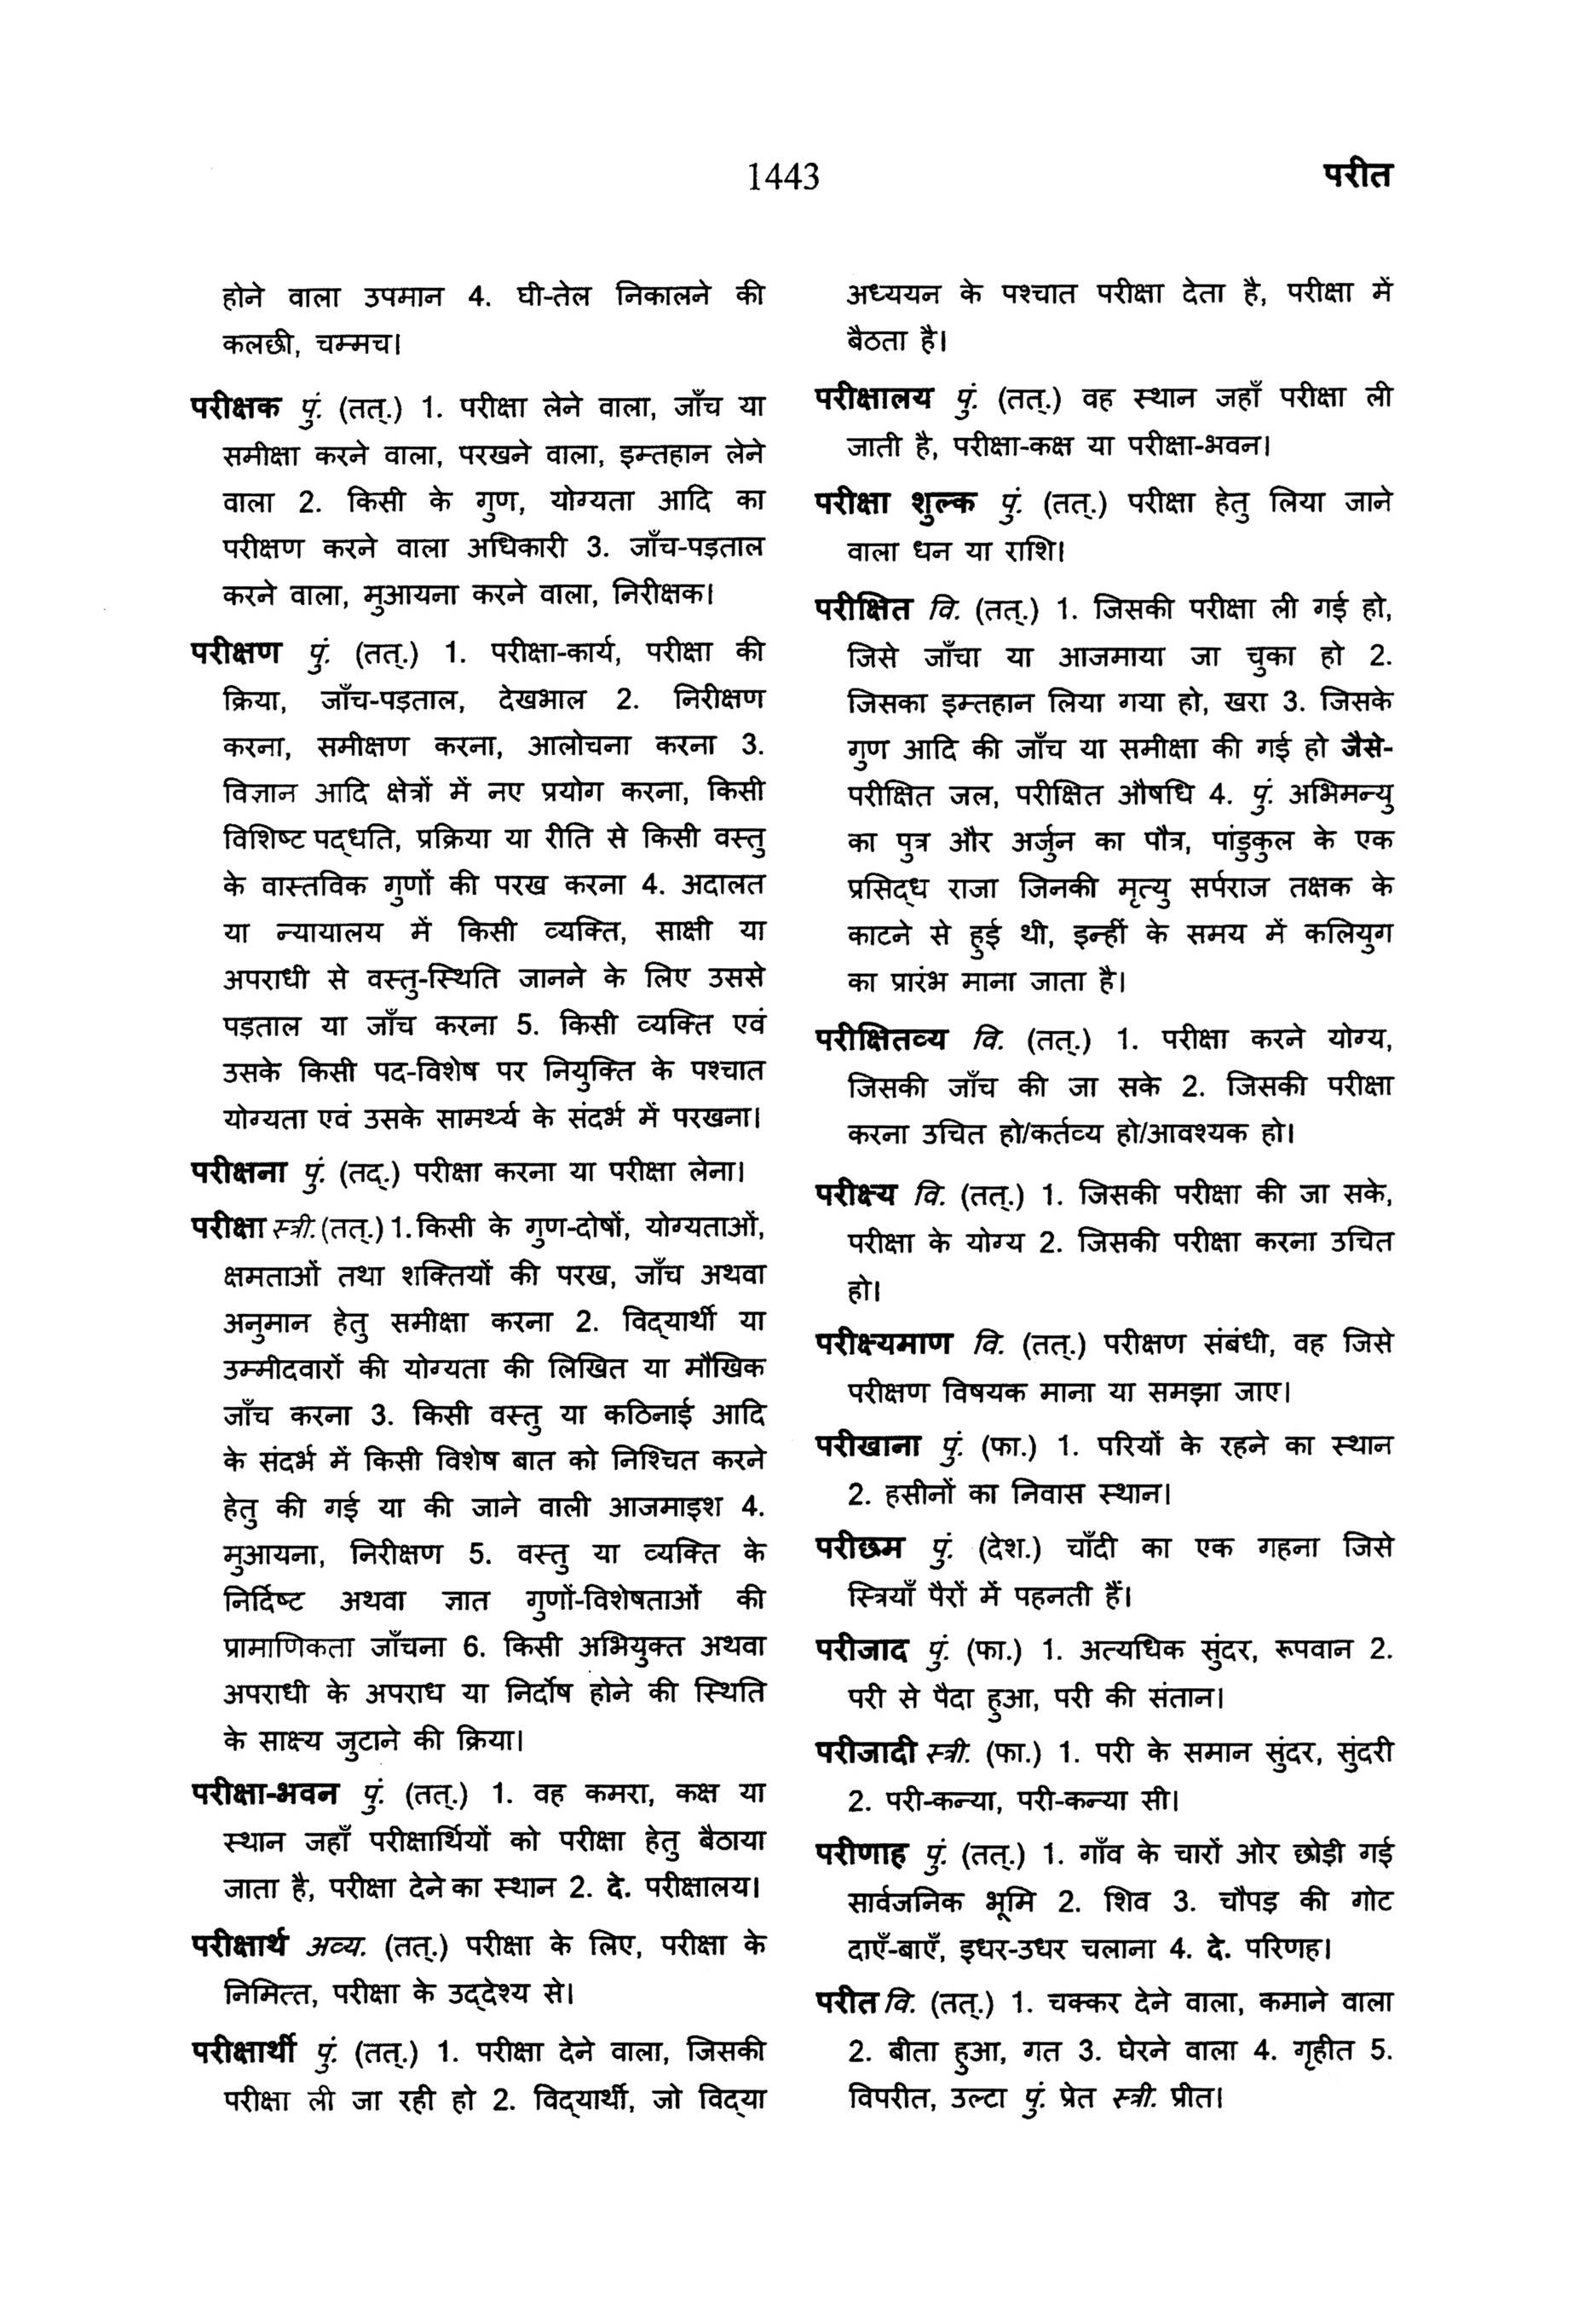 1443
परीत
होने वाला उपमान 4. घी-तेल निकालने की
कलछी, चम्मच।
परीक्षक पुं. (तत्.) 1. परीक्षा लेने वाला, जाँच या
समीक्षा करने वाला, परखने वाला, इम्तहान लेने
वाला 2. किसी के गुण, योग्यता आदि का
परीक्षण करने वाला अधिकारी 3. जाँच-पड़ताल
करने वाला, मुआयना करने वाला, निरीक्षक।
परीक्षण पुं. (तत्.) 1. परीक्षा-कार्य, परीक्षा की
क्रिया, जाँच-पड़ताल, देखभाल 2. निरीक्षण
करना, समीक्षण करना, आलोचना करना 3.
विज्ञान आदि क्षेत्रों में नए प्रयोग करना, किसी
विशिष्ट पद्धति, प्रक्रिया या रीति से किसी वस्तु
के वास्तविक गुणों की परख करना 4. अदालत
या न्यायालय में किसी व्यक्ति, साक्षी या
अपराधी से वस्तु-स्थिति जानने के लिए उससे
पड़ताल या जाँच करना 5. किसी व्यक्ति एवं
उसके किसी पद-विशेष पर नियुक्ति के पश्चात
योग्यता एवं उसके सामर्थ्य के संदर्भ में परखना।
परीक्षना पुं. (तद्.) परीक्षा करना या परीक्षा लेना।
परीक्षा स्त्री. (तत्.) 1. किसी के गुण-दोषों, योग्यताओं,
क्षमताओं तथा शक्तियों की परख, जाँच अथवा
अनुमान हेतु समीक्षा करना 2. विद्यार्थी या
उम्मीदवारों की योग्यता की लिखित या मौखिक
जाँच करना 3. किसी वस्तु या कठिनाई आदि
के संदर्भ में किसी विशेष बात को निश्चित करने
हेतु की गई या की जाने वाली आजमाइश 4.
मुआयना, निरीक्षण 5. वस्तु या व्यक्ति के
निर्दिष्ट अथवा ज्ञात गुणों-विशेषताओं की
प्रामाणिकता जाँचना 6. किसी अभियुक्त अथवा
अपराधी के अपराध या निर्दोष होने की स्थिति
के साक्ष्य जुटाने की क्रिया।
परीक्षा-भवन पुं. (तत्.) 1. वह कमरा, कक्ष या
स्थान जहाँ परीक्षार्थियों को परीक्षा हेतु बैठाया
जाता है, परीक्षा देने का स्थान 2. दे. परीक्षालय।
परीक्षार्थ अव्य. (तत्.) परीक्षा के लिए, परीक्षा के
निमित्त, परीक्षा के उद्देश्य से।
परीक्षार्थी पुं. (तत्.) 1. परीक्षा देने वाला, जिसकी
परीक्षा ली जा रही हो 2. विद्यार्थी, जो विद्या
अध्ययन के पश्चात परीक्षा देता है, परीक्षा में
बैठता है।
परीक्षालय पुं. (तत्.) वह स्थान जहाँ परीक्षा ली
जाती है, परीक्षा-कक्ष या परीक्षा-भवन।
परीक्षा शुल्क पुं. (तत्.) परीक्षा हेतु लिया जाने
वाला धन या राशि।
परीक्षित वि. (तत्.) 1. जिसकी परीक्षा ली गई हो,
जिसे जाँचा या आजमाया जा चुका हो 2.
जिसका इम्तहान लिया गया हो, खरा 3. जिसके
गुण आदि की जाँच या समीक्षा की गई हो जैसे-
परीक्षित जल, परीक्षित औषधि 4. पुं. अभिमन्यु
का पुत्र और अर्जुन का पौत्र, पांडुकुल के एक
प्रसिद्ध राजा जिनकी मृत्यु सर्पराज तक्षक के
काटने से हुई थी, इन्हीं के समय में कलियुग
का प्रारंभ माना जाता है।
परीक्षितव्य वि. (तत्.) 1. परीक्षा करने योग्य,
जिसकी जाँच की जा सके 2. जिसकी परीक्षा
करना उचित हो/कर्तव्य हो/आवश्यक हो।
परीक्ष्य वि. (तत्.) 1. जिसकी परीक्षा की जा सके,
परीक्षा के योग्य 2. जिसकी परीक्षा करना उचित
हो।
परीक्ष्यमाण वि. (तत्.) परीक्षण संबंधी, वह जिसे
परीक्षण विषयक माना या समझा जाए।
परीखाना पुं. (फा.) 1. परियों के रहने का स्थान
2. हसीनों का निवास स्थान।
परीछम पुं. (देश.) चाँदी का एक गहना जिसे
स्त्रियाँ पैरों में पहनती हैं।
परीजाद पुं. (फा.) 1. अत्यधिक सुंदर, रूपवान 2.
परी से पैदा हुआ, परी की संतान।
परीजादी स्त्री. (फा.) 1. परी के समान सुंदर, सुंदरी
2. परी-कन्या, परी-कन्या सी।
परीणाह पुं. (तत्.) 1. गाँव के चारों ओर छोड़ी गई
सार्वजनिक भूमि 2. शिव 3. चौपड़ की गोट
दाएँ-बाएँ, इधर-उधर चलाना 4. दे. परिणह।
परीत वि. (तत्.) 1. चक्कर देने वाला, कमाने वाला
2. बीता हुआ, गत 3. घेरने वाला 4. गृहीत 5.
विपरीत, उल्टा पुं. प्रेत स्त्री. प्रीत।